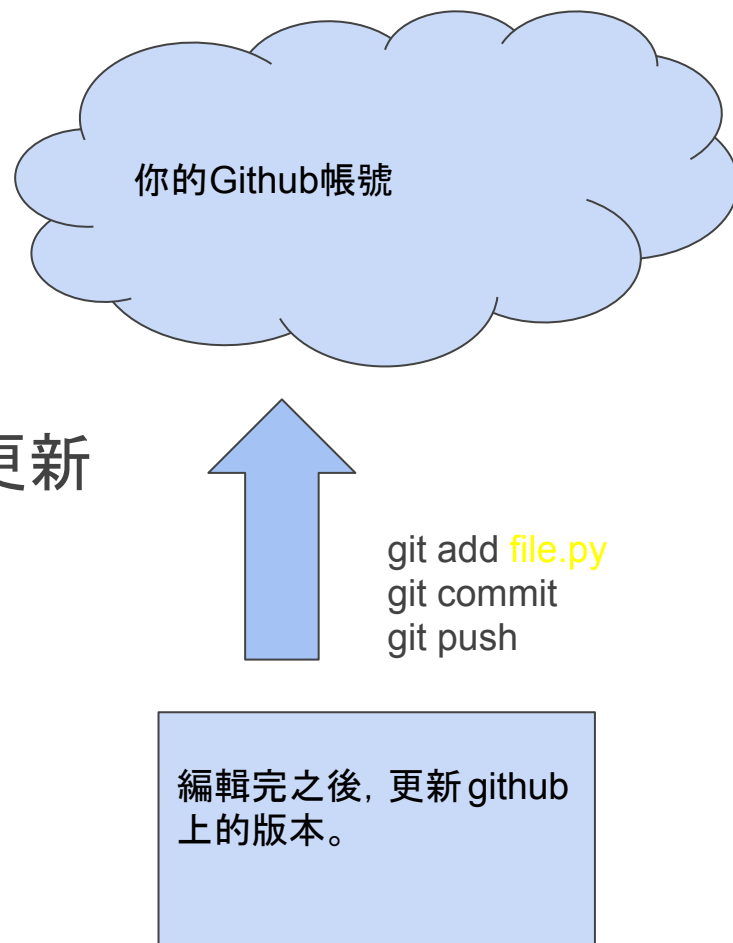 你的Github帳號
更新
git add file.py
git commit
git push
編輯完之後, 更新 github
上的版本。